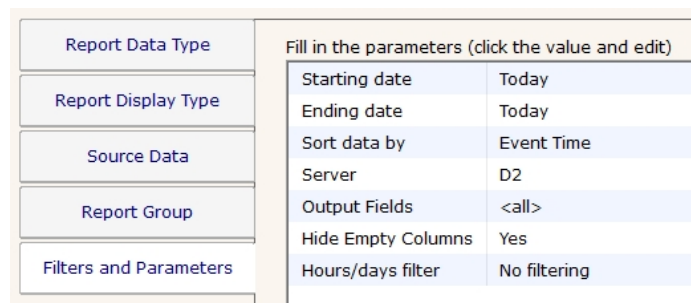 Report Data Type
Report Display Type
Source Data
Report Group
Filters and Parameters
Fill in the parameters (click the value and edit)
Starting date Today
Ending date Today
Sort data by Event Time
Server D2
Output Fields <all>
Hide Empty Columns Yes
Hours/days filter No filtering